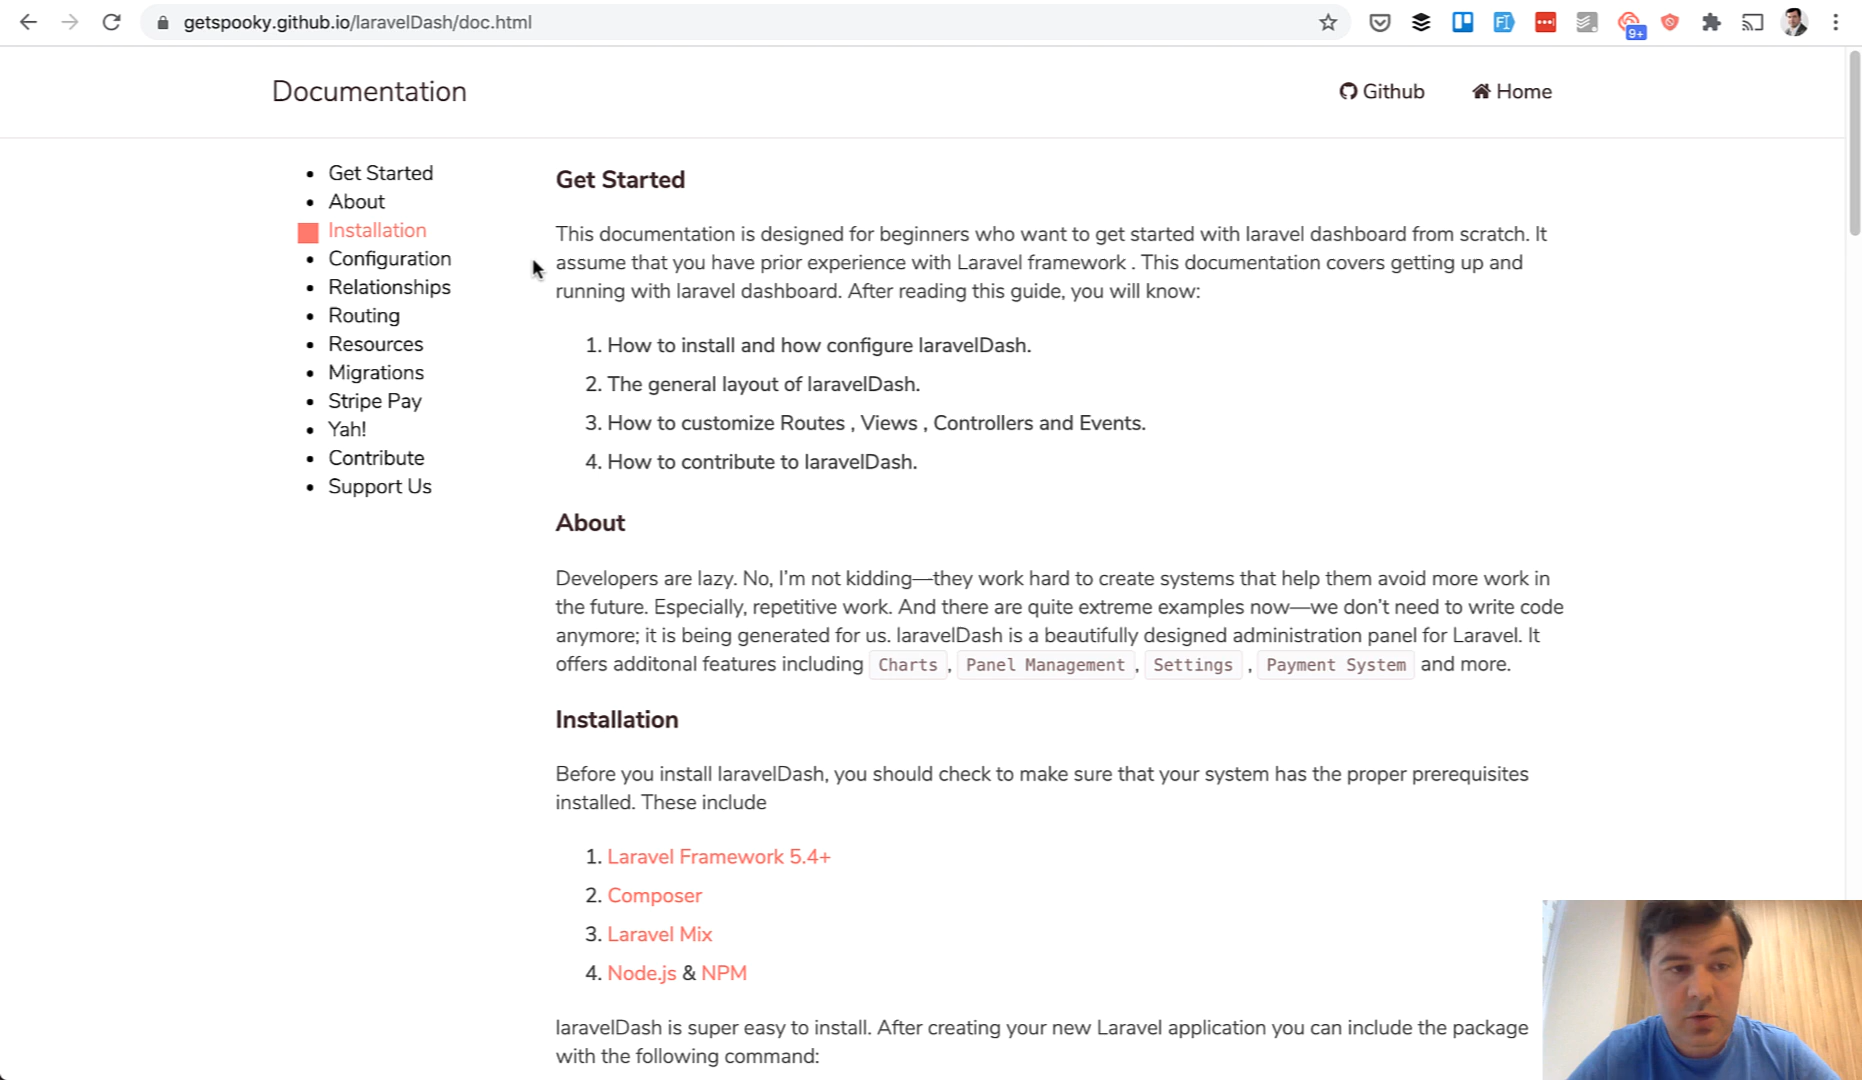 getspooky.github.io/laravelDash/doc.html
9+
Documentation
Github
Home
Get Started
About
Installation
Configuration
Relationships
Routing
Resources
Migrations
Stripe Pay
Yah!
Contribute
Support Us
Get Started
This documentation is designed for beginners who want to get started with laravel dashboard from scratch. It
assume that you have prior experience with Laravel framework . This documentation covers getting up and
running with laravel dashboard. After reading this guide, you will know:
1. How to install and how configure laravelDash.
2. The general layout of laravelDash.
3. How to customize Routes , Views , Controllers and Events.
4. How to contribute to laravelDash.
About
Developers are lazy. No, I'm not kidding—they work hard to create systems that help them avoid more work in
the future. Especially, repetitive work. And there are quite extreme examples now—we don't need to write code
anymore; it is being generated for us. laravelDash is a beautifully designed administration panel for Laravel. It
offers additonal features including Charts , Panel Management , Settings , Payment System and more.
Installation
Before you install laravelDash, you should check to make sure that your system has the proper prerequisites
installed. These include
1. Laravel Framework 5.4+
2. Composer
3. Laravel Mix
4. Node.js & NPM
laravelDash is super easy to install. After creating your new Laravel application you can include the package
with the following command: